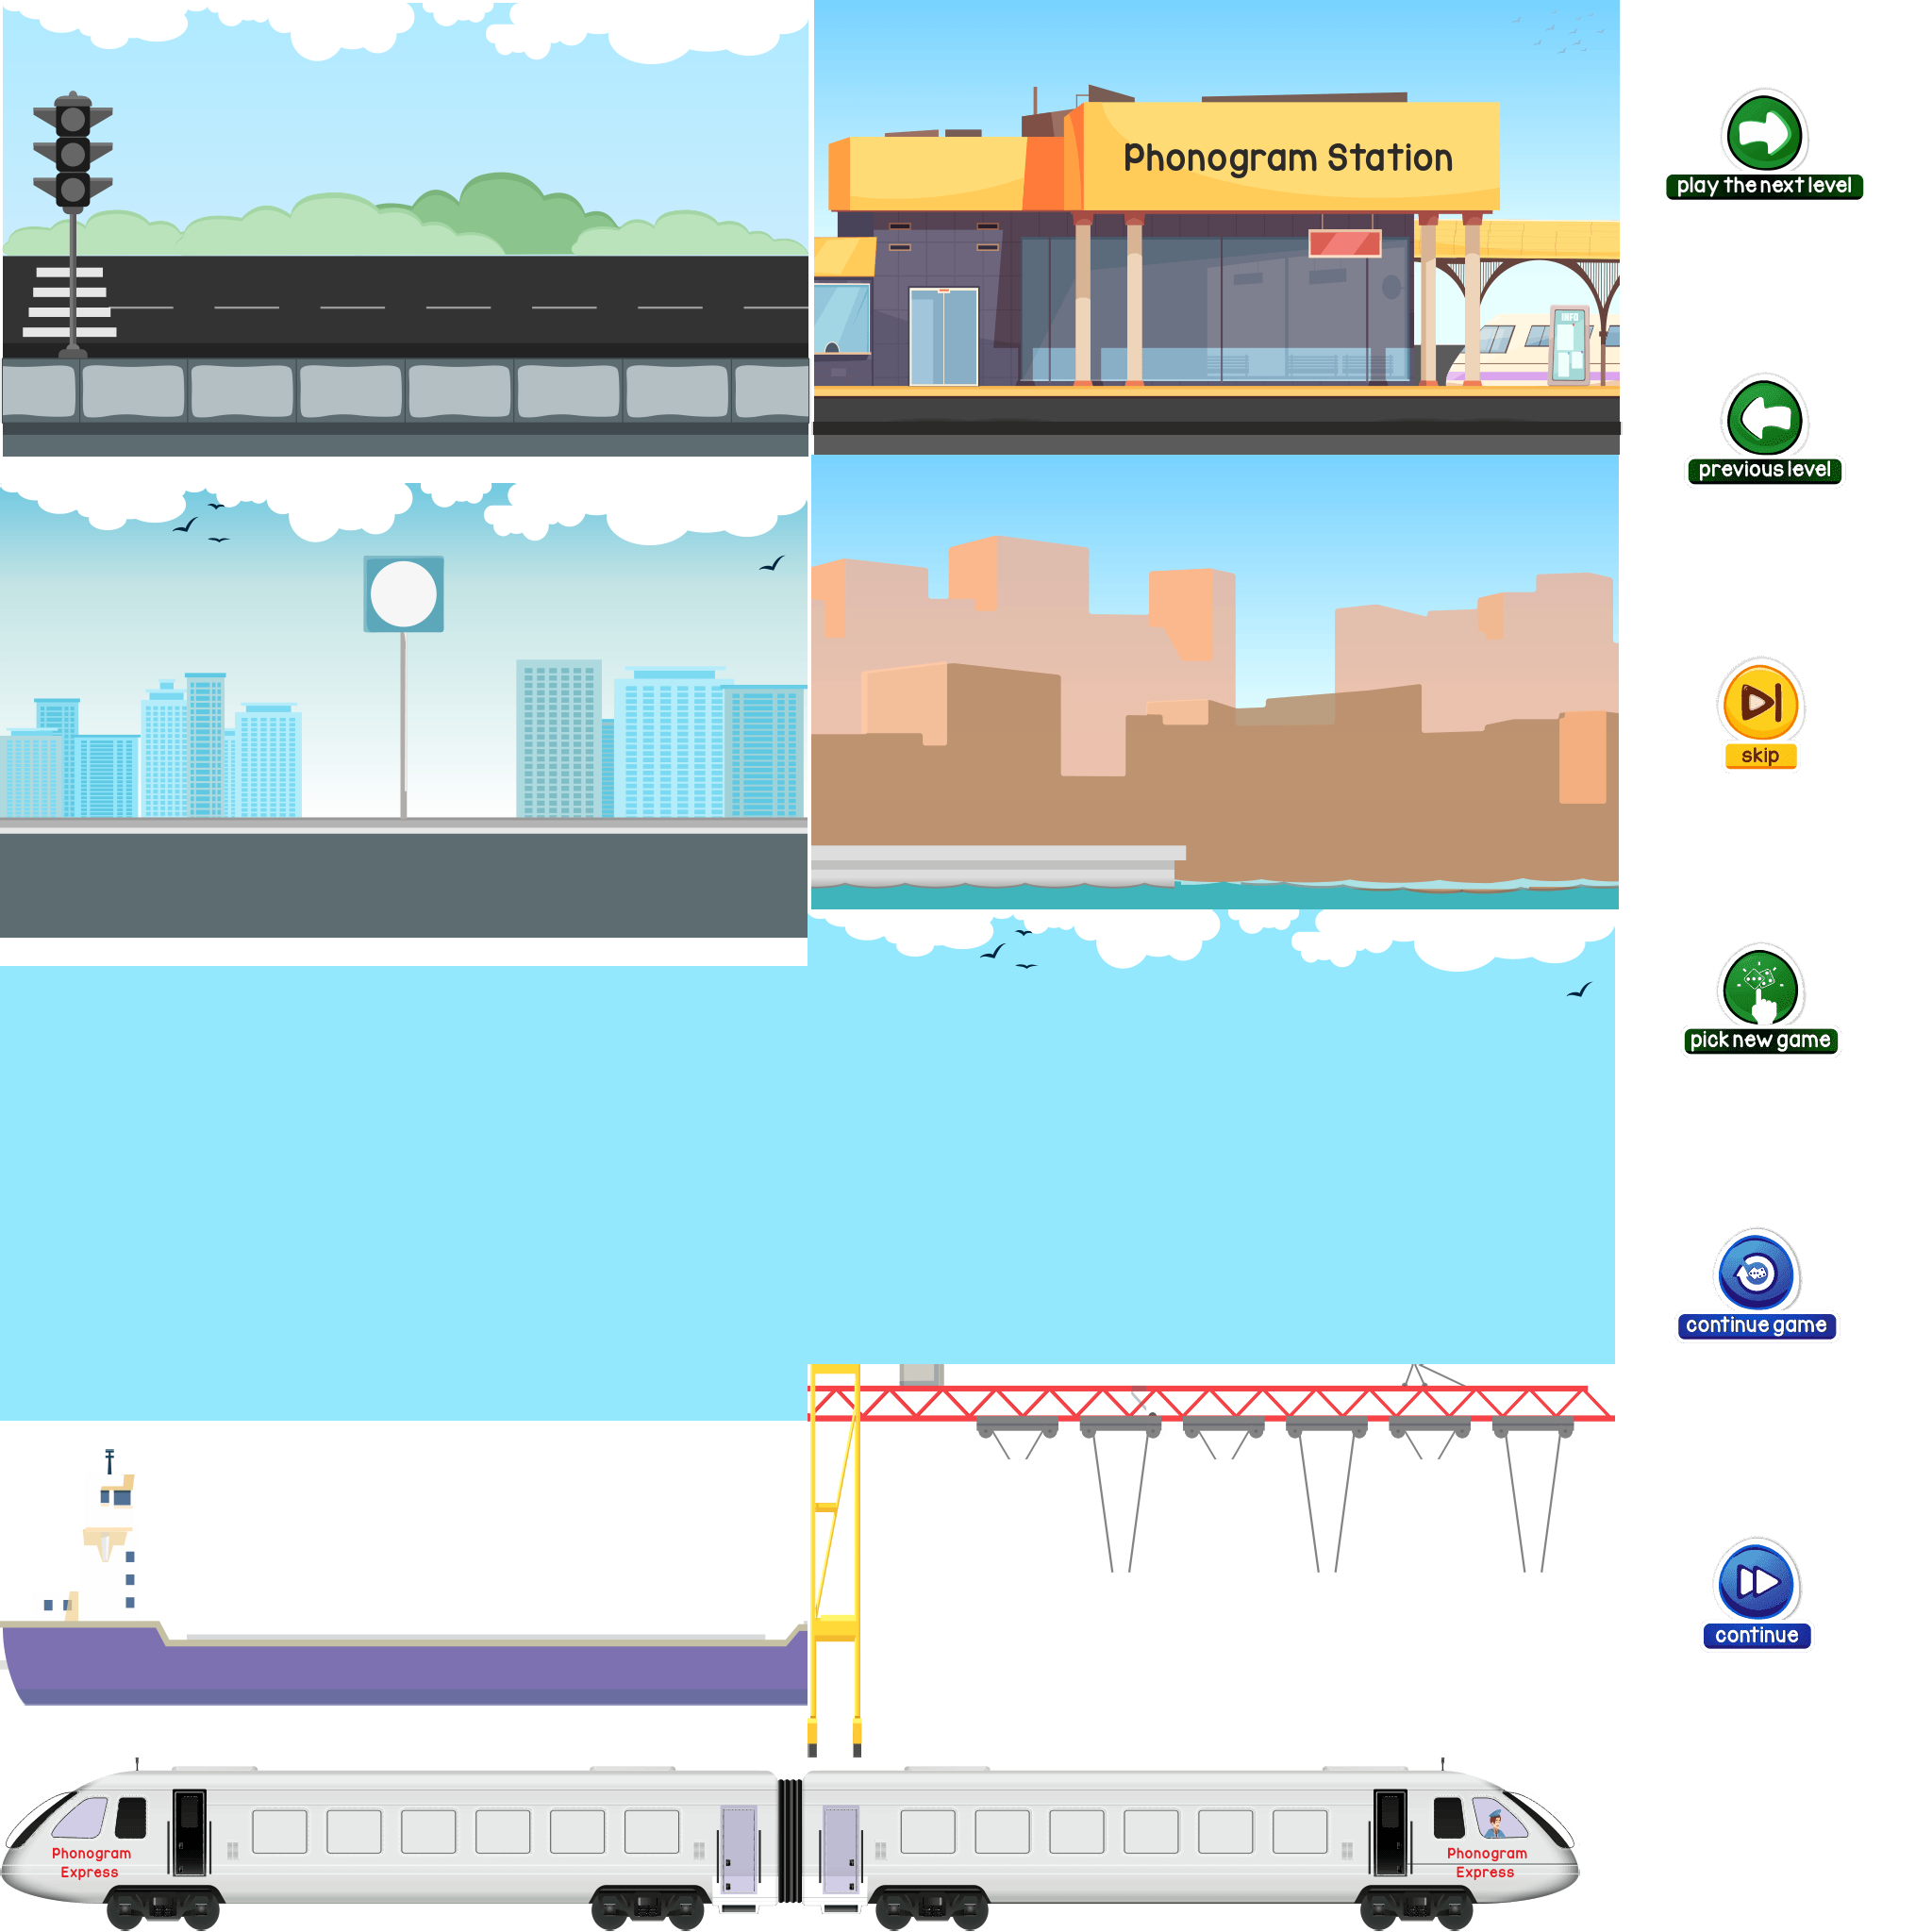 Phonogram Station
INFO
play the next level
previous level
skip
pick new game
continue game
continue
Phonogram
Express
Phonogram
Express